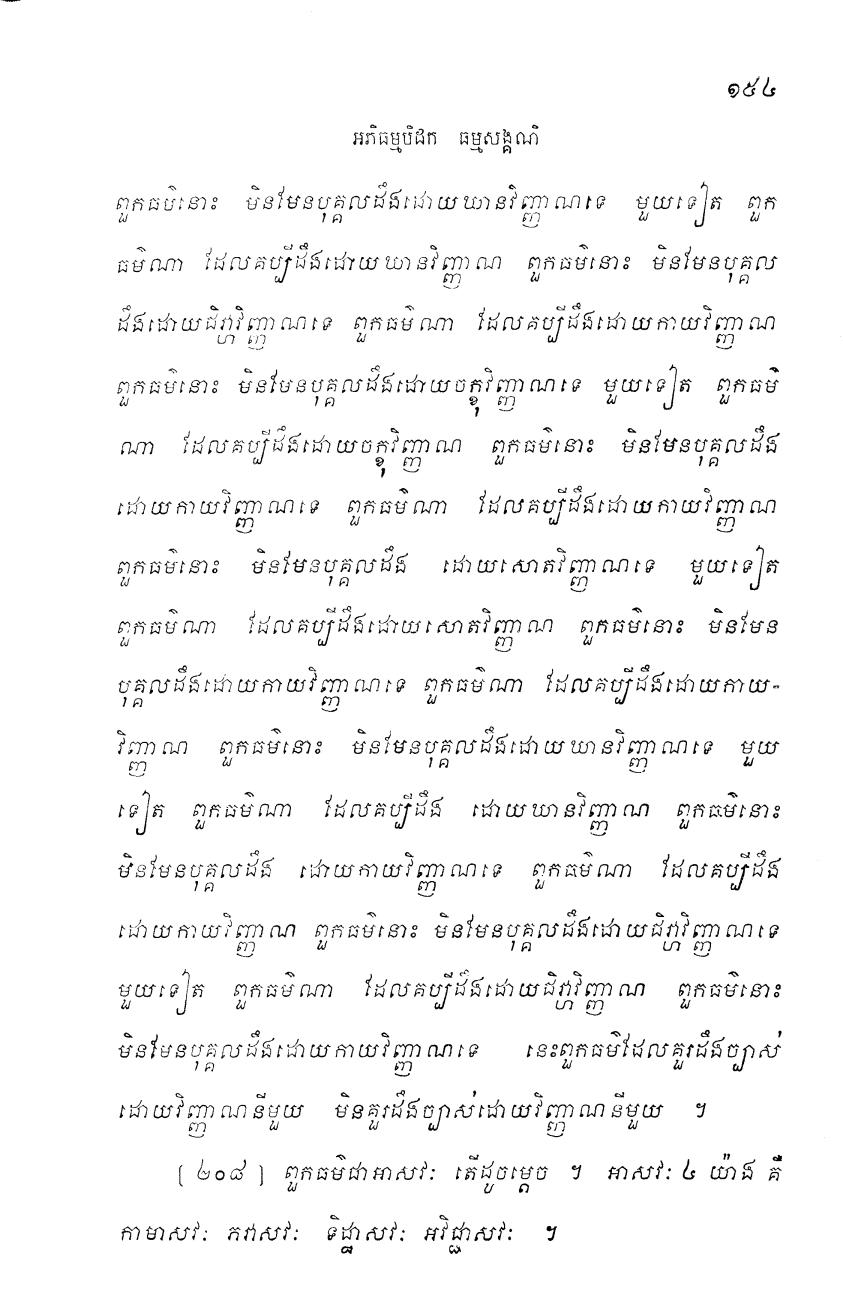 ១៥៤
អភិធម្មបិដក ធម្មសង្គណិ
ពួកធម៌នោះ មិនមែនបុគ្គលដឹងដោយឃានវិញ្ញាណទេ មួយទៀត ពួក
ធម៌ណា ដែលគប្បីដឹងដោយឃានវិញ្ញាណ ពួកធម៌នោះ មិនមែនបុគ្គល
ដឹងដោយជិវ្ហាវិញ្ញាណទេ ពួកធម៌ណា ដែលគប្បីដឹងដោយកាយវិញ្ញាណ
ពួកធម៌នោះ មិនមែនបុគ្គលដឹងដោយចក្ខុវិញ្ញាណទេ មួយទៀត ពួកធម៌
ណា ដែលគប្បីដឹងដោយចក្ខុវិញ្ញាណ ពួកធម៌នោះ មិនមែនបុគ្គលដឹង
ដោយកាយវិញ្ញាណទេ ពួកធម៌ណា ដែលគប្បីដឹងដោយកាយវិញ្ញាណ
ពួកធម៌នោះ មិនមែនបុគ្គលដឹង ដោយសោតវិញ្ញាណទេ មួយទៀត
ពួកធម៌ណា ដែលគប្បីដឹងដោយសោតវិញ្ញាណ ពួកធម៌នោះ មិនមែន
បុគ្គលដឹងដោយកាយវិញ្ញាណទេ ពួកធម៌ណា ដែលគប្បីដឹងដោយកាយ-
វិញ្ញាណ ពួកធម៌នោះ មិនមែនបុគ្គលដឹងដោយឃានវិញ្ញាណទេ មួយ
ទៀត ពួកធម៌ណា ដែលគប្បីដឹង ដោយឃានវិញ្ញាណ ពួកធម៌នោះ
មិនមែនបុគ្គលដឹង ដោយកាយវិញ្ញាណទេ ពួកធម៌ណា ដែលគប្បីដឹង
ដោយកាយវិញ្ញាណ ពួកធម៌នោះ មិនមែនបុគ្គលដឹងដោយជិវ្ហាវិញ្ញាណទេ
មួយទៀត ពួកធម៌ណា ដែលគប្បីដឹងដោយជិវ្ហាវិញ្ញាណ ពួកធម៌នោះ
មិនមែនបុគ្គលដឹងដោយកាយវិញ្ញាណទេ នេះពួកធម៌ដែលគួរដឹងច្បាស់
ដោយវិញ្ញាណនីមួយ មិនគួរដឹងច្បាស់ដោយវិញ្ញាណនីមួយ ។
[ ២០៨ ] ពួកធម៌ជាអាសវៈ តើដូចម្តេច ។ អាសវៈ ៤ យ៉ាង គឺ
កាមាសវៈ ភវាសវៈ ទិដ្ឋាសវៈ អវិជ្ជាសវៈ ។